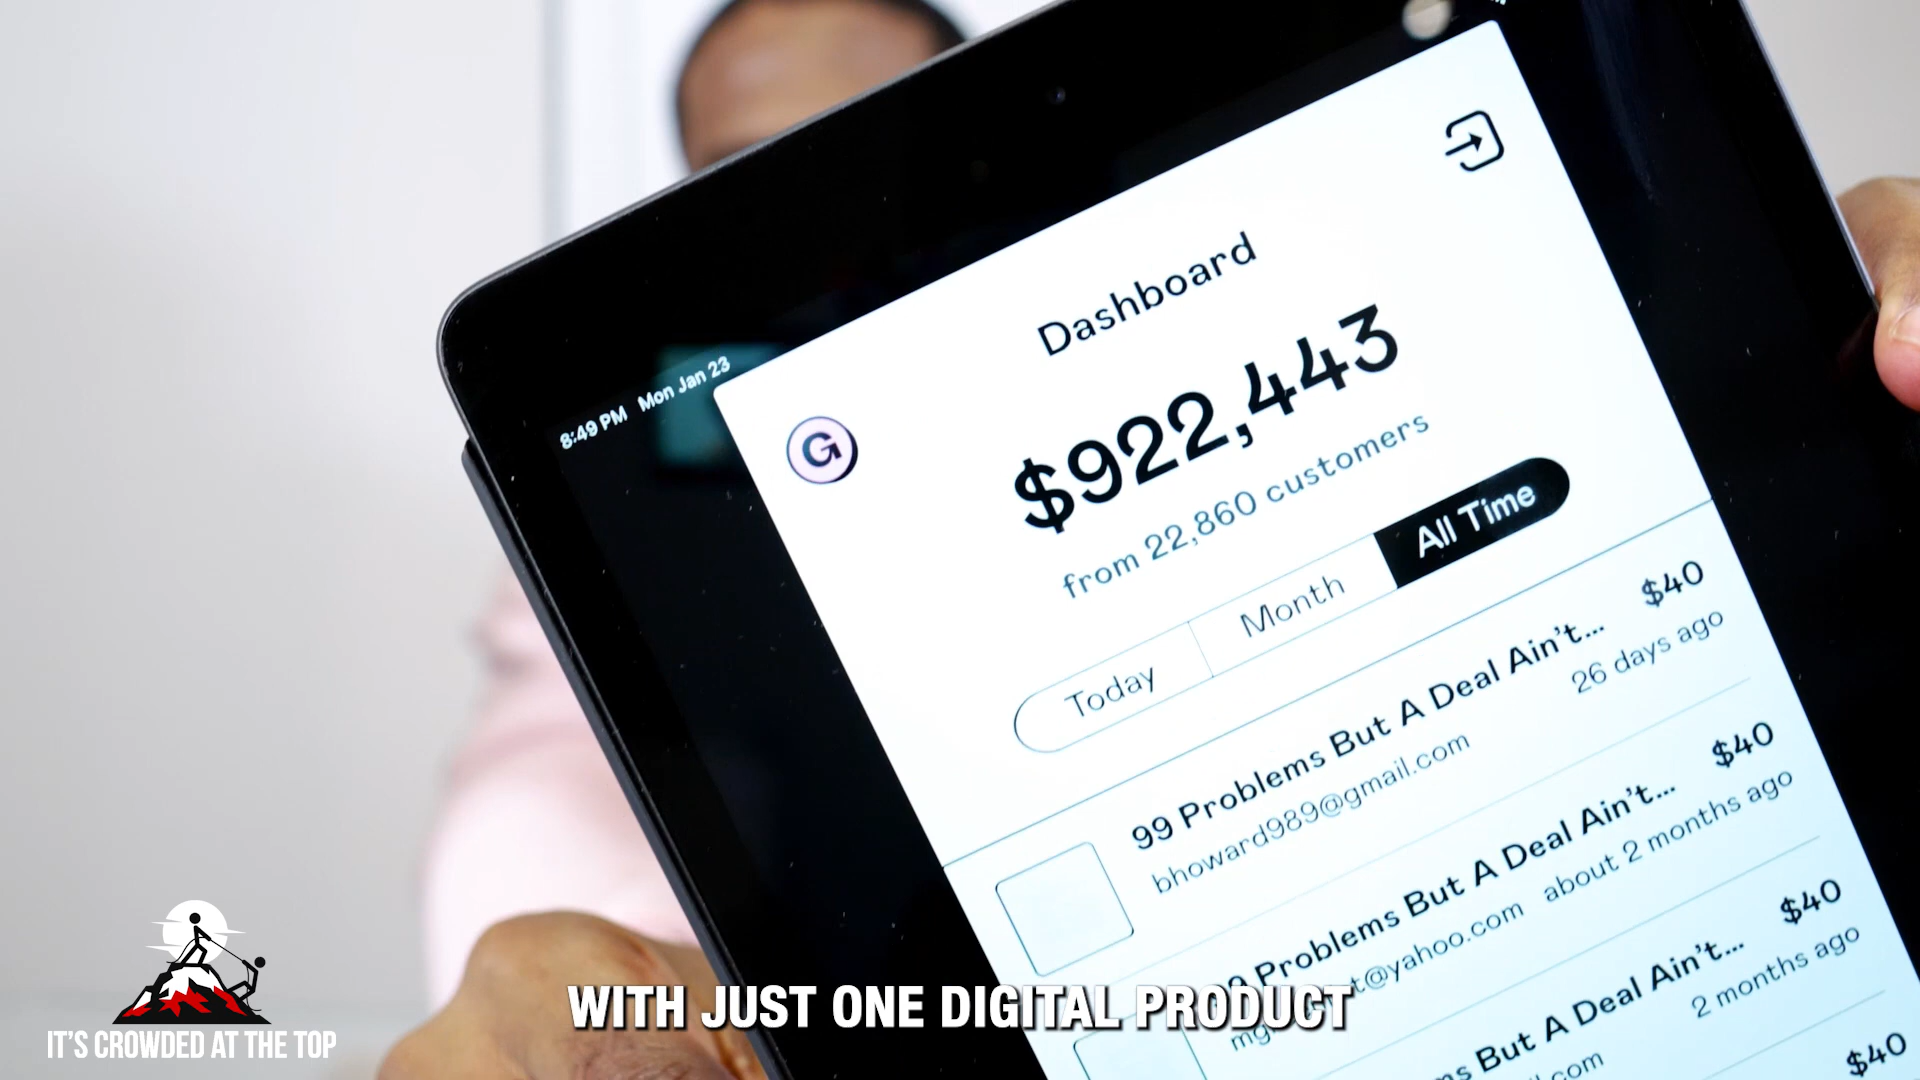 8:49 PM Mon Jan 23
Dashboard
G
$922,443
from 22,860 customers
Today Month All Time
99 Problems But A Deal Ain't... $40
bhoward989@gmail.com 26 days ago
Problems But A Deal Ain't... $40
t@yahoo.com about 2 months ago
But A Deal Ain't... $40
.com 2 months ago
$40
WITH JUST ONE DIGITAL PRODUCT
IT'S CROWDED AT THE TOP